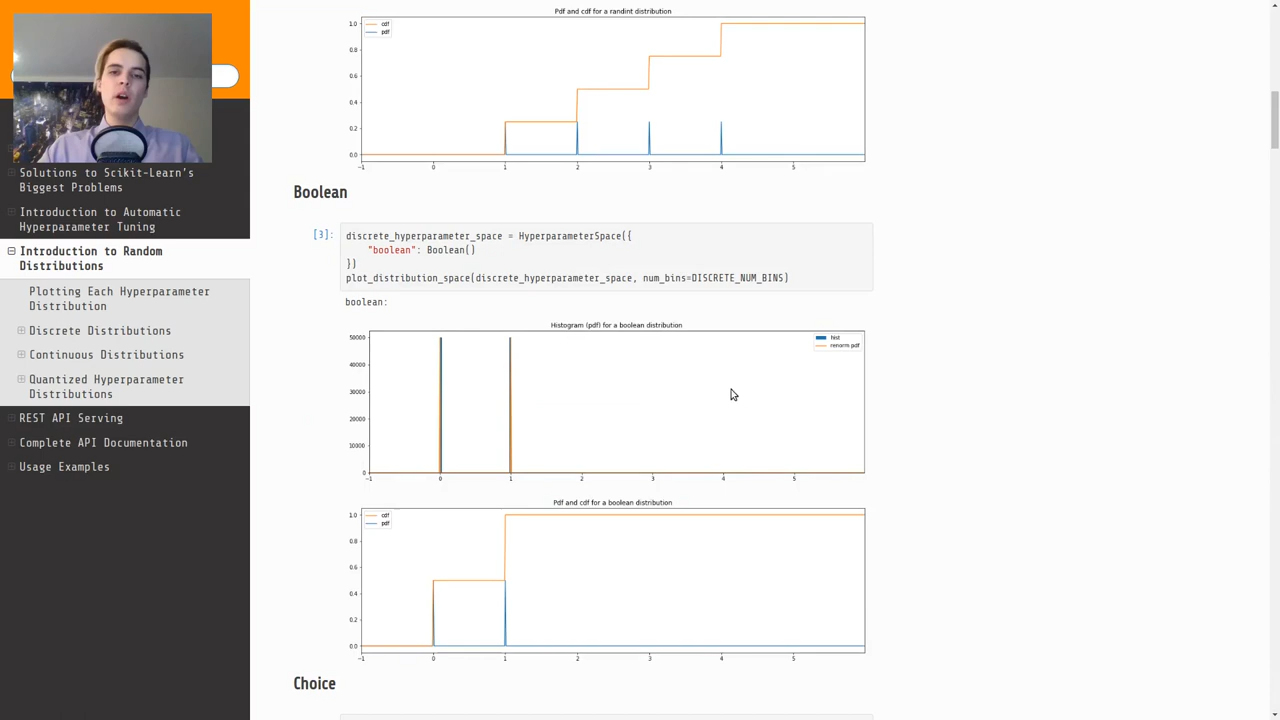 Solutions to Scikit-Learn's
Biggest Problems
Introduction to Automatic
Hyperparameter Tuning
Introduction to Random
Distributions
Plotting Each Hyperparameter
Distribution
Discrete Distributions
Continuous Distributions
Quantized Hyperparameter
Distributions
REST API Serving
Complete API Documentation
Usage Examples
Pdf and cdf for a randint distribution
cdf
pdf
1.0
0.8
0.6
0.4
0.2
0.0
-1 0 1 2 3 4 5
Boolean
[3]:
discrete_hyperparameter_space = HyperparameterSpace({
"boolean": Boolean()
})
plot_distribution_space(discrete_hyperparameter_space, num_bins=DISCRETE_NUM_BINS)
boolean:
Histogram (pdf) for a boolean distribution
hist
renorm pdf
50000
40000
30000
20000
10000
0
-1 0 1 2 3 4 5
Pdf and cdf for a boolean distribution
cdf
pdf
1.0
0.8
0.6
0.4
0.2
0.0
-1 0 1 2 3 4 5
Choice